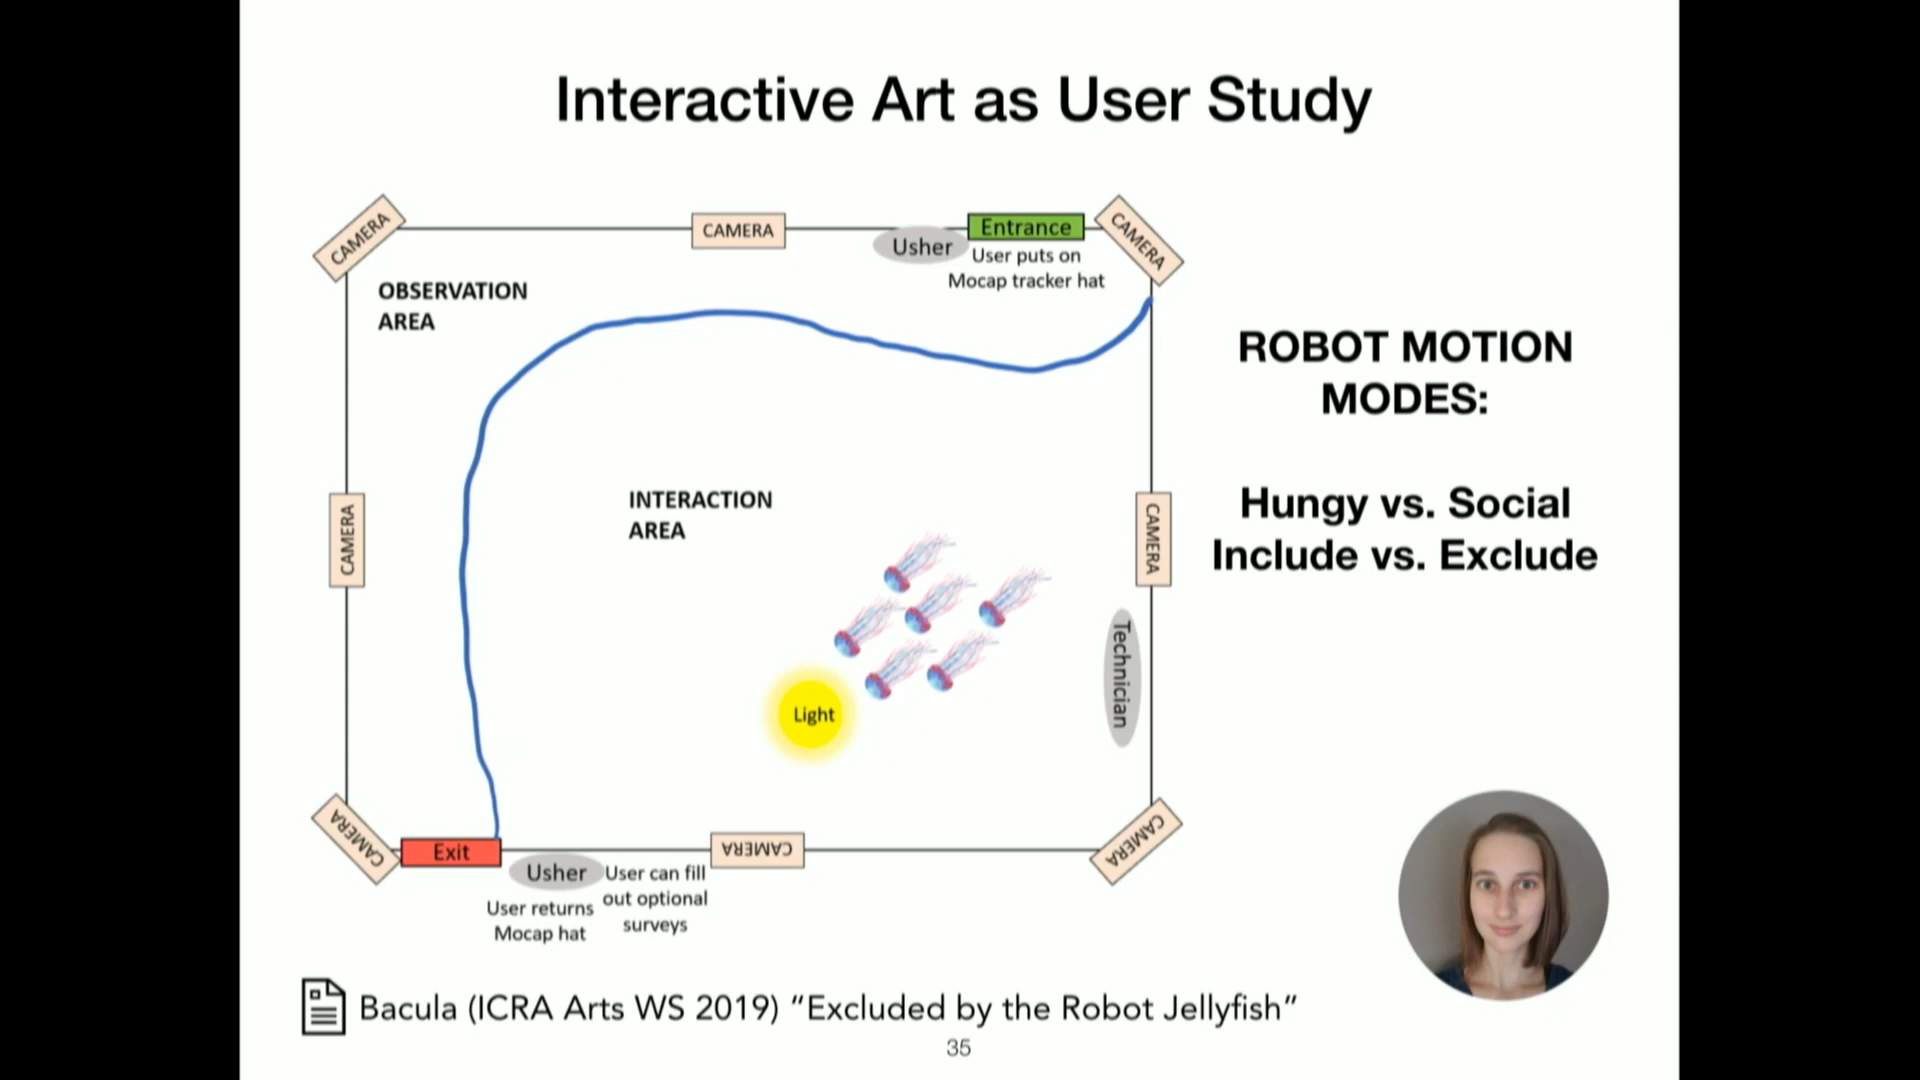 Interactive Art as User Study
CAMERA
CAMERA
Usher
Entrance
CAMERA
User puts on
Mocap tracker hat
OBSERVATION
AREA
ROBOT MOTION
MODES:
Hungy vs. Social
Include vs. Exclude
INTERACTION
AREA
CAMERA
CAMERA
Technician
Light
CAMERA
Exit
Usher
User returns
Mocap hat
User can fill
out optional
surveys
CAMERA
CAMERA
Bacula (ICRA Arts WS 2019) “Excluded by the Robot Jellyfish”
35